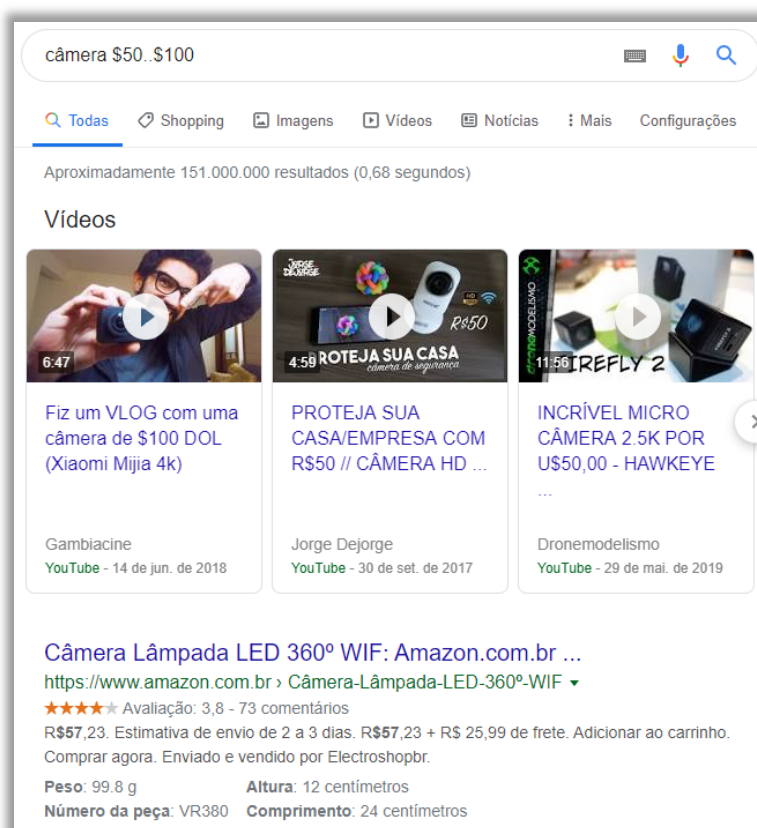 câmera $50..$100
Todas Shopping Imagens Vídeos Notícias Mais Configurações
Aproximadamente 151.000.000 resultados (0,68 segundos)
Vídeos
6:47
JORGE
DEJORGE
HD
R$50
4:59 ROTEJA SUA CASA
câmera de segurança
DRONEMODELISMO
FIREFLY 2
11:56 IREFLY 2
Fiz um VLOG com uma
câmera de $100 DOL
(Xiaomi Mijia 4k)
Gambiacine
YouTube - 14 de jun. de 2018
PROTEJA SUA
CASA/EMPRESA COM
R$50 // CÂMERA HD ...
Jorge Dejorge
YouTube - 30 de set. de 2017
INCRÍVEL MICRO
CÂMERA 2.5K POR
U$50,00 - HAWKEYE
...
Dronemodelismo
YouTube - 29 de mai. de 2019
Câmera Lâmpada LED 360º WIF: Amazon.com.br ...
https://www.amazon.com.br › Câmera-Lâmpada-LED-360º-WIF
Avaliação: 3,8 - 73 comentários
R$57,23. Estimativa de envio de 2 a 3 dias. R$57,23 + R$ 25,99 de frete. Adicionar ao carrinho.
Comprar agora. Enviado e vendido por Electroshopbr.
Peso: 99.8 g Altura: 12 centímetros
Número da peça: VR380 Comprimento: 24 centímetros